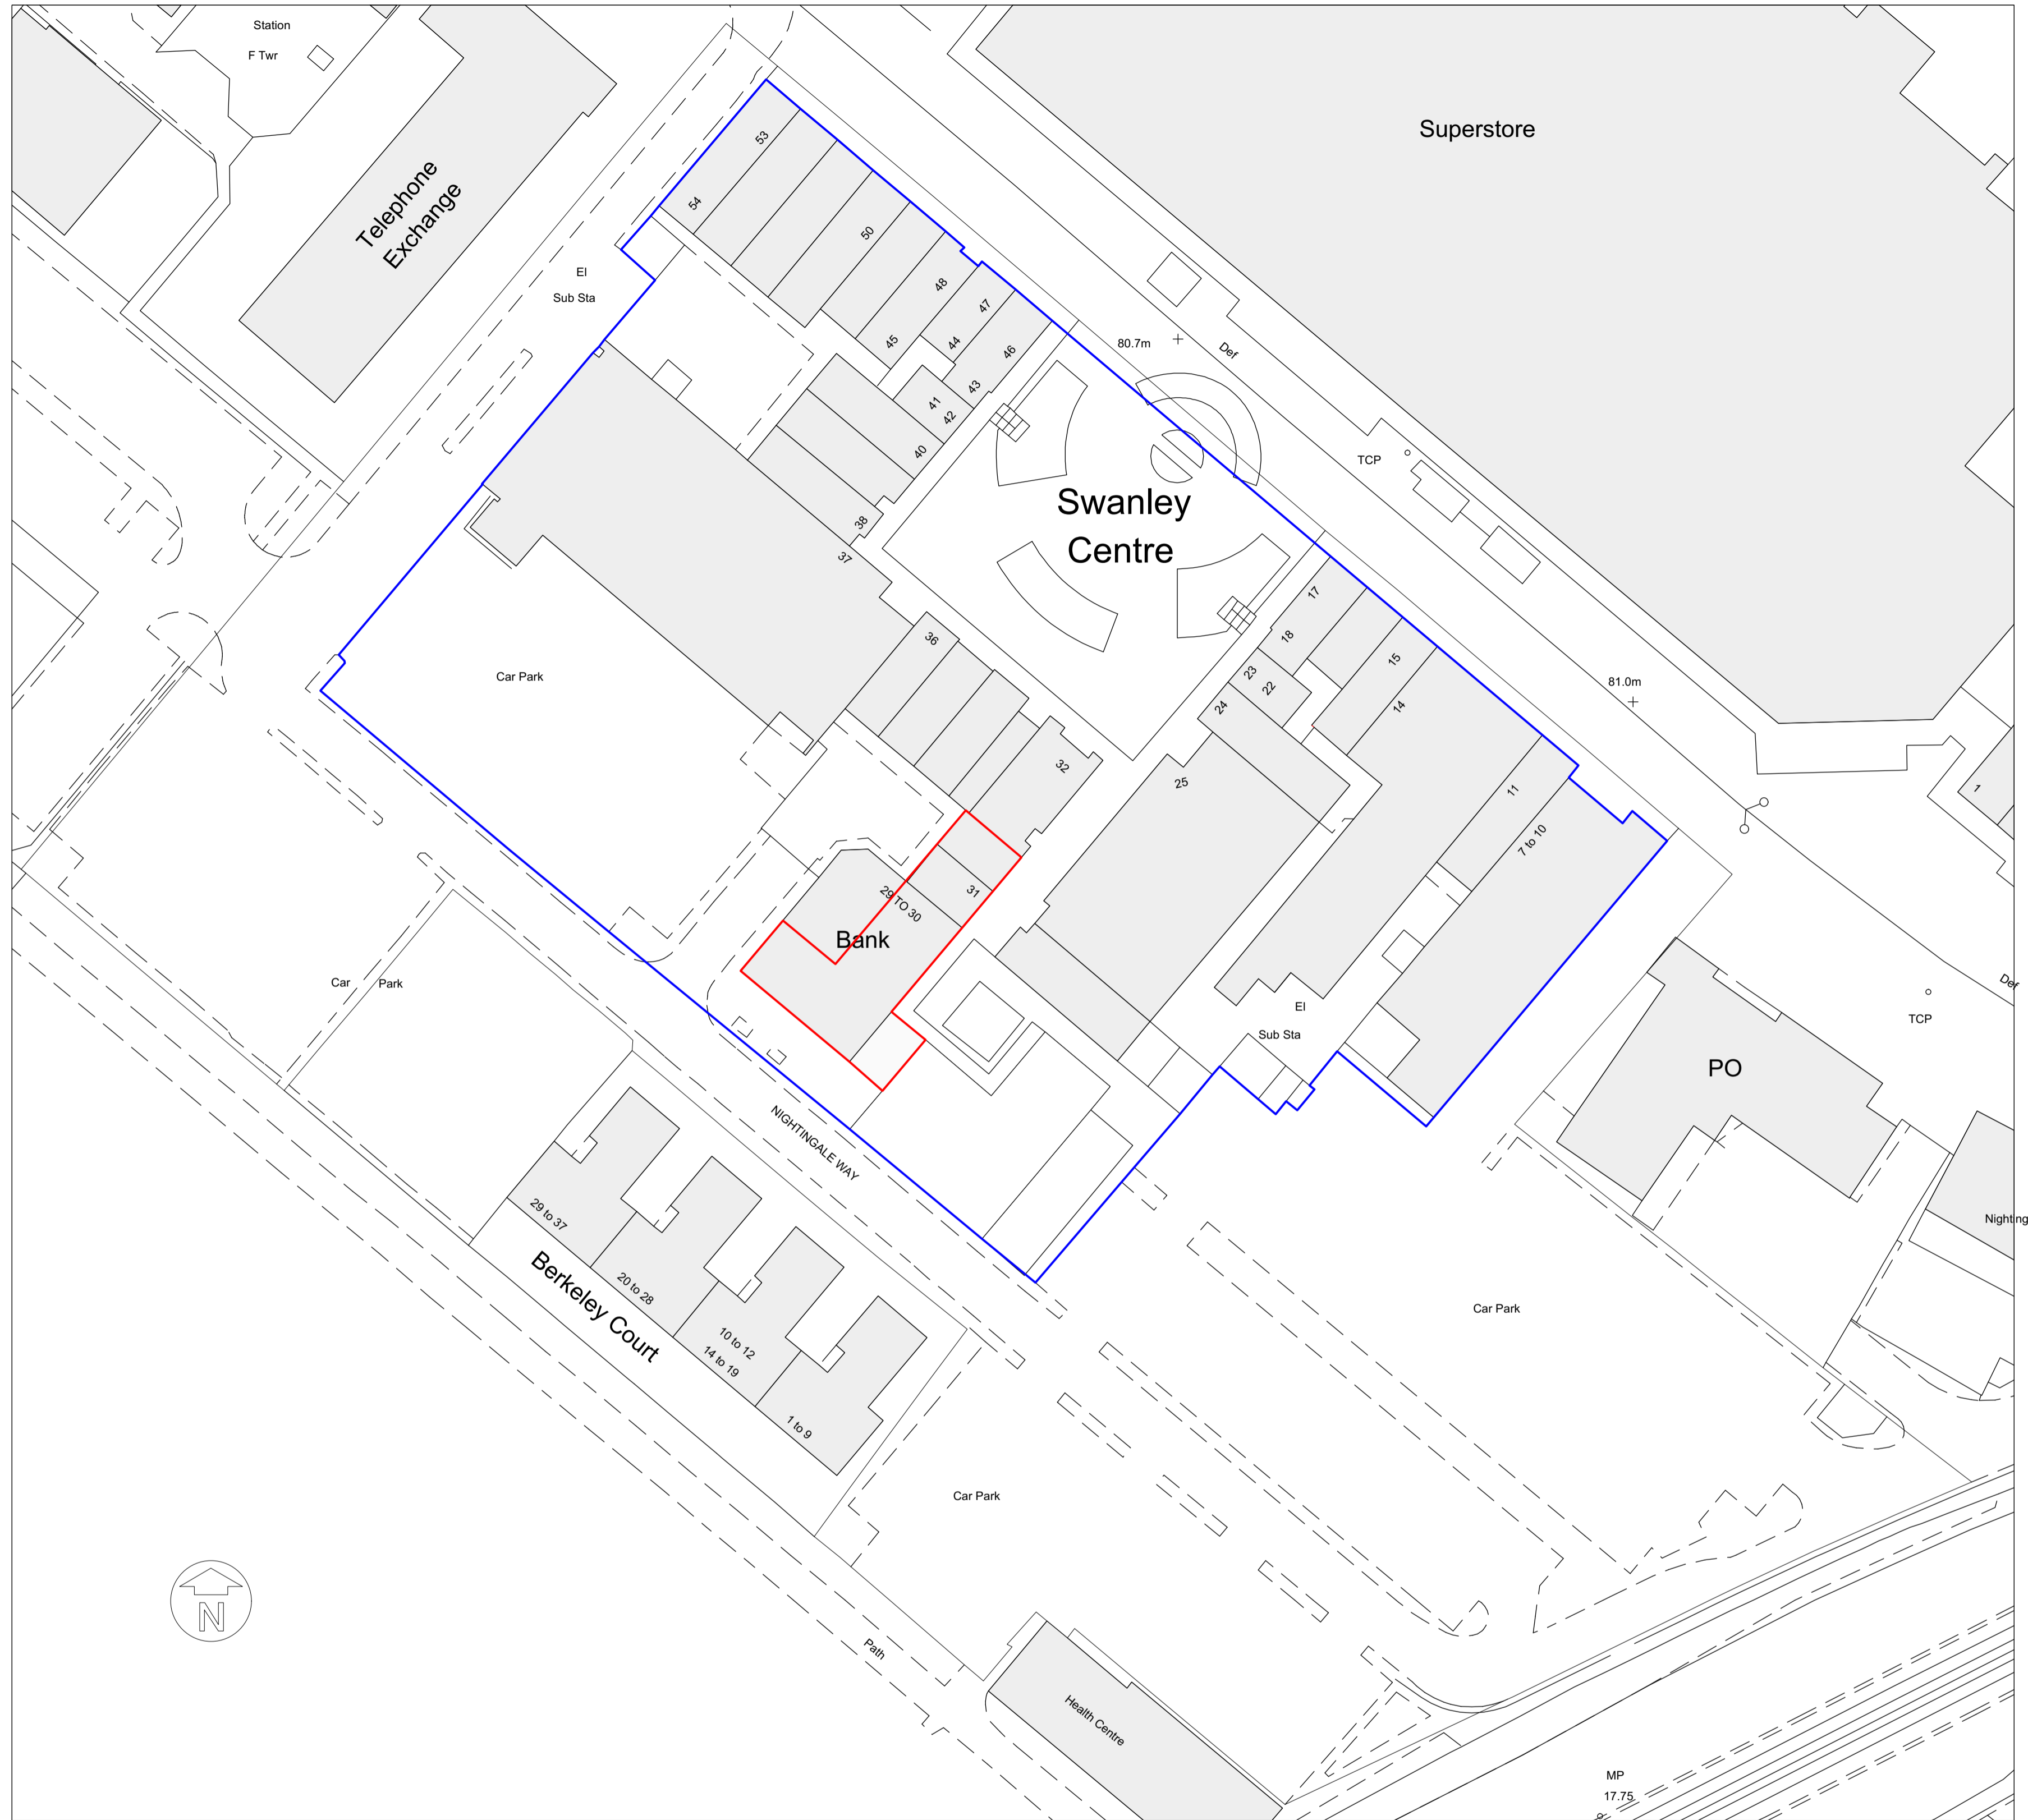 Station
F Twr
Superstore
53
Telephone
Exchange
54
50
El
Sub Sta
48
47
45
44
46
80.7m
Def
43
41
42
40
TCP
Swanley
Centre
38
37
17
36
18
15
23
22
Car Park
81.0m
24
14
32
25
11
1
7 to 10
31
29 TO 30
Bank
Car Park
Def
El
TCP
Sub Sta
PO
NIGHTINGALE WAY
29 to 37
Nighting
Berkeley Court
20 to 28
Car Park
10 to 12
14 to 19
1 to 9
Car Park
N
Path
Health Centre
MP
17.75